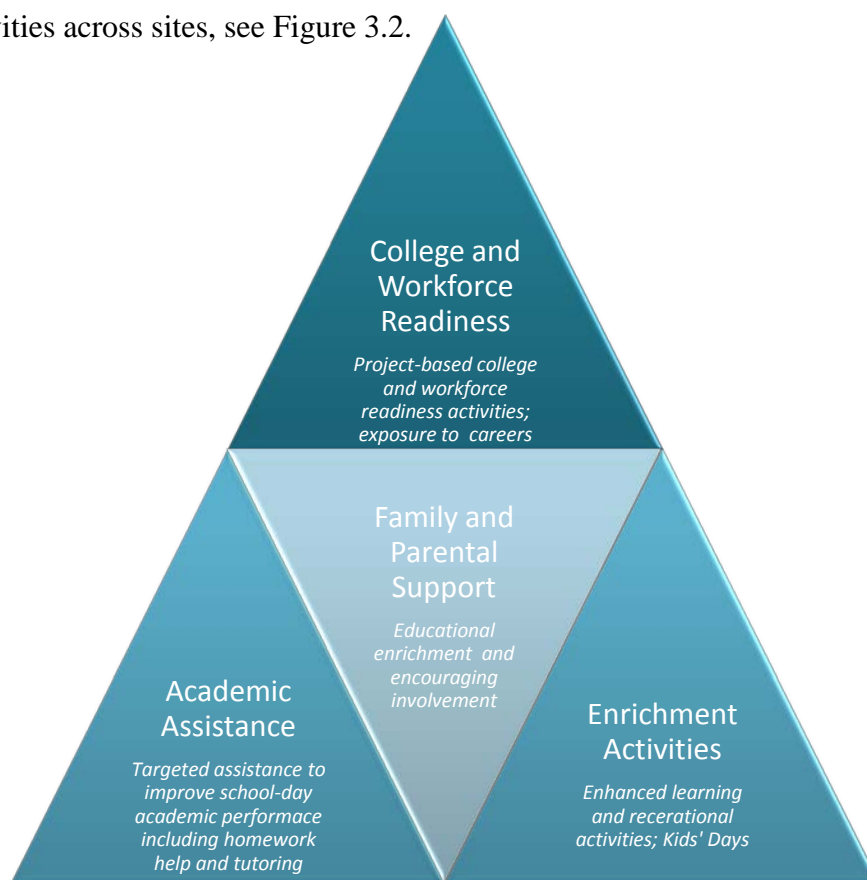 vities across sites, see Figure 3.2.
College and
Workforce
Readiness
Project-based college
and workforce
readiness activities;
exposure to careers
Family and
Parental
Support
Educational
enrichment and
encouraging
involvement
Academic
Assistance
Targeted assistance to
improve school-day
academic performace
including homework
help and tutoring
Enrichment
Activities
Enhanced learning
and recerational
activities; Kids' Days